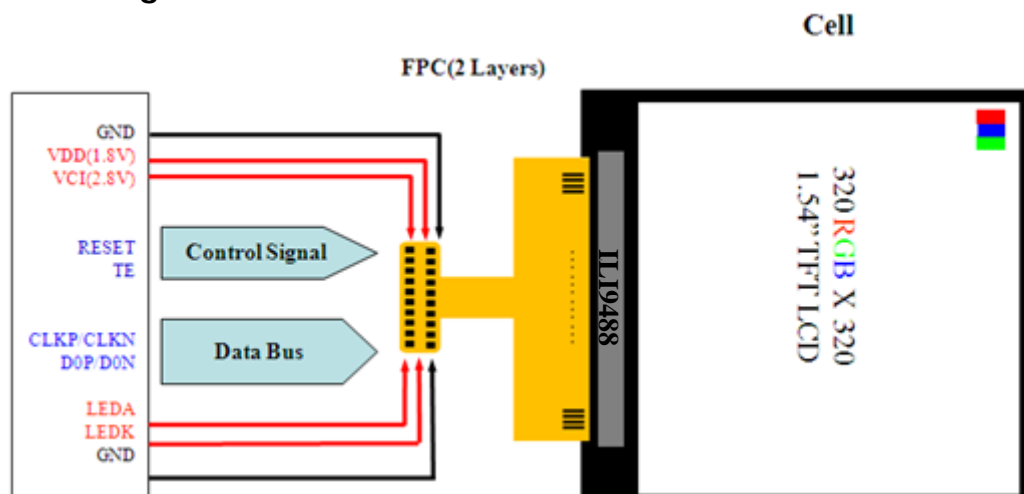 Cell
FPC(2 Layers)
GND
VDD(1.8V)
VCI(2.8V)
RESET
TE
Control Signal
CLKP/CLKN
D0P/D0N
Data Bus
LEDA
LEDK
GND
ILI9488
320 RGB X 320
1.54” TFT LCD